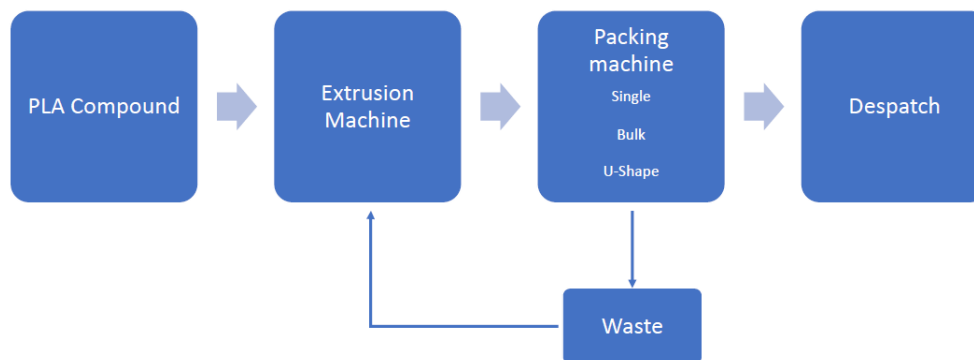 PLA Compound
Extrusion
Machine
Packing
machine
Single
Bulk
U-Shape
Despatch
Waste